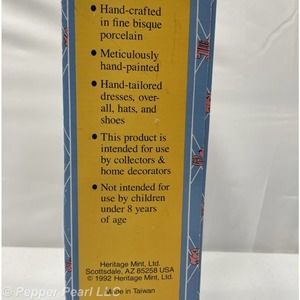 • Hand-crafted
in fine bisque
porcelain
• Meticulously
hand-painted
• Hand-tailored
dresses, over-
all, hats, and
shoes
• This product is
intended for use
by collectors &
home decorators
• Not intended for
use by children
under 8 years
of age
Heritage Mint, Ltd.
Scottsdale, AZ 85258 USA
© 1992 Heritage Mint, Ltd.
Made in Taiwan
© Pepper Pearl LLC